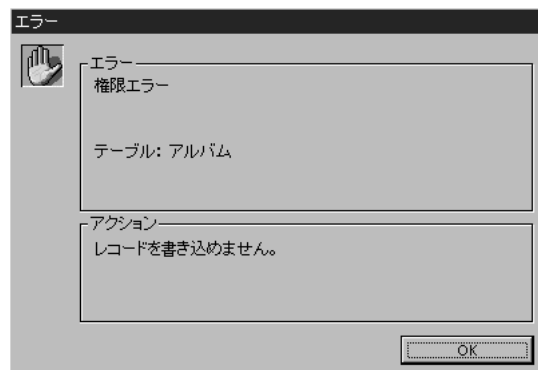 エラー
エラー
権限エラー
テーブル: アルバム
アクション
レコードを書き込めません。
OK